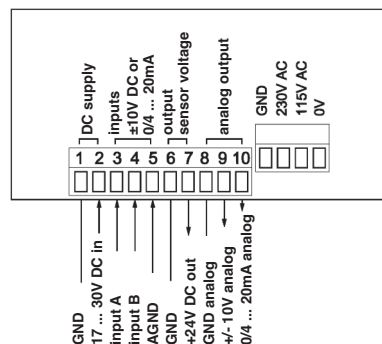 DC supply
inputs
±10V DC or
0/4 ... 20mA
output
sensor voltage
analog output
GND
230V AC
115V AC
0V
1 2 3 4 5 6 7 8 9 10
GND
17 ... 30V DC in
input A
input B
AGND
GND
+24V DC out
GND analog
+/- 10V analog
0/4 ... 20mA analog